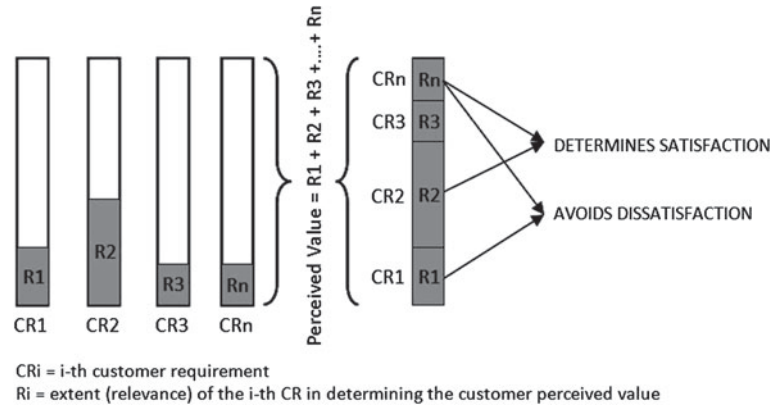 R1
R2
R3
Rn
CR1
CR2
CR3
CRn
Perceived Value = R1 + R2 + R3 +....+ Rn
CRn
Rn
CR3
R3
CR2
R2
CR1
R1
DETERMINES SATISFACTION
AVOIDS DISSATISFACTION
CRi = i-th customer requirement
Ri = extent (relevance) of the i-th CR in determining the customer perceived value